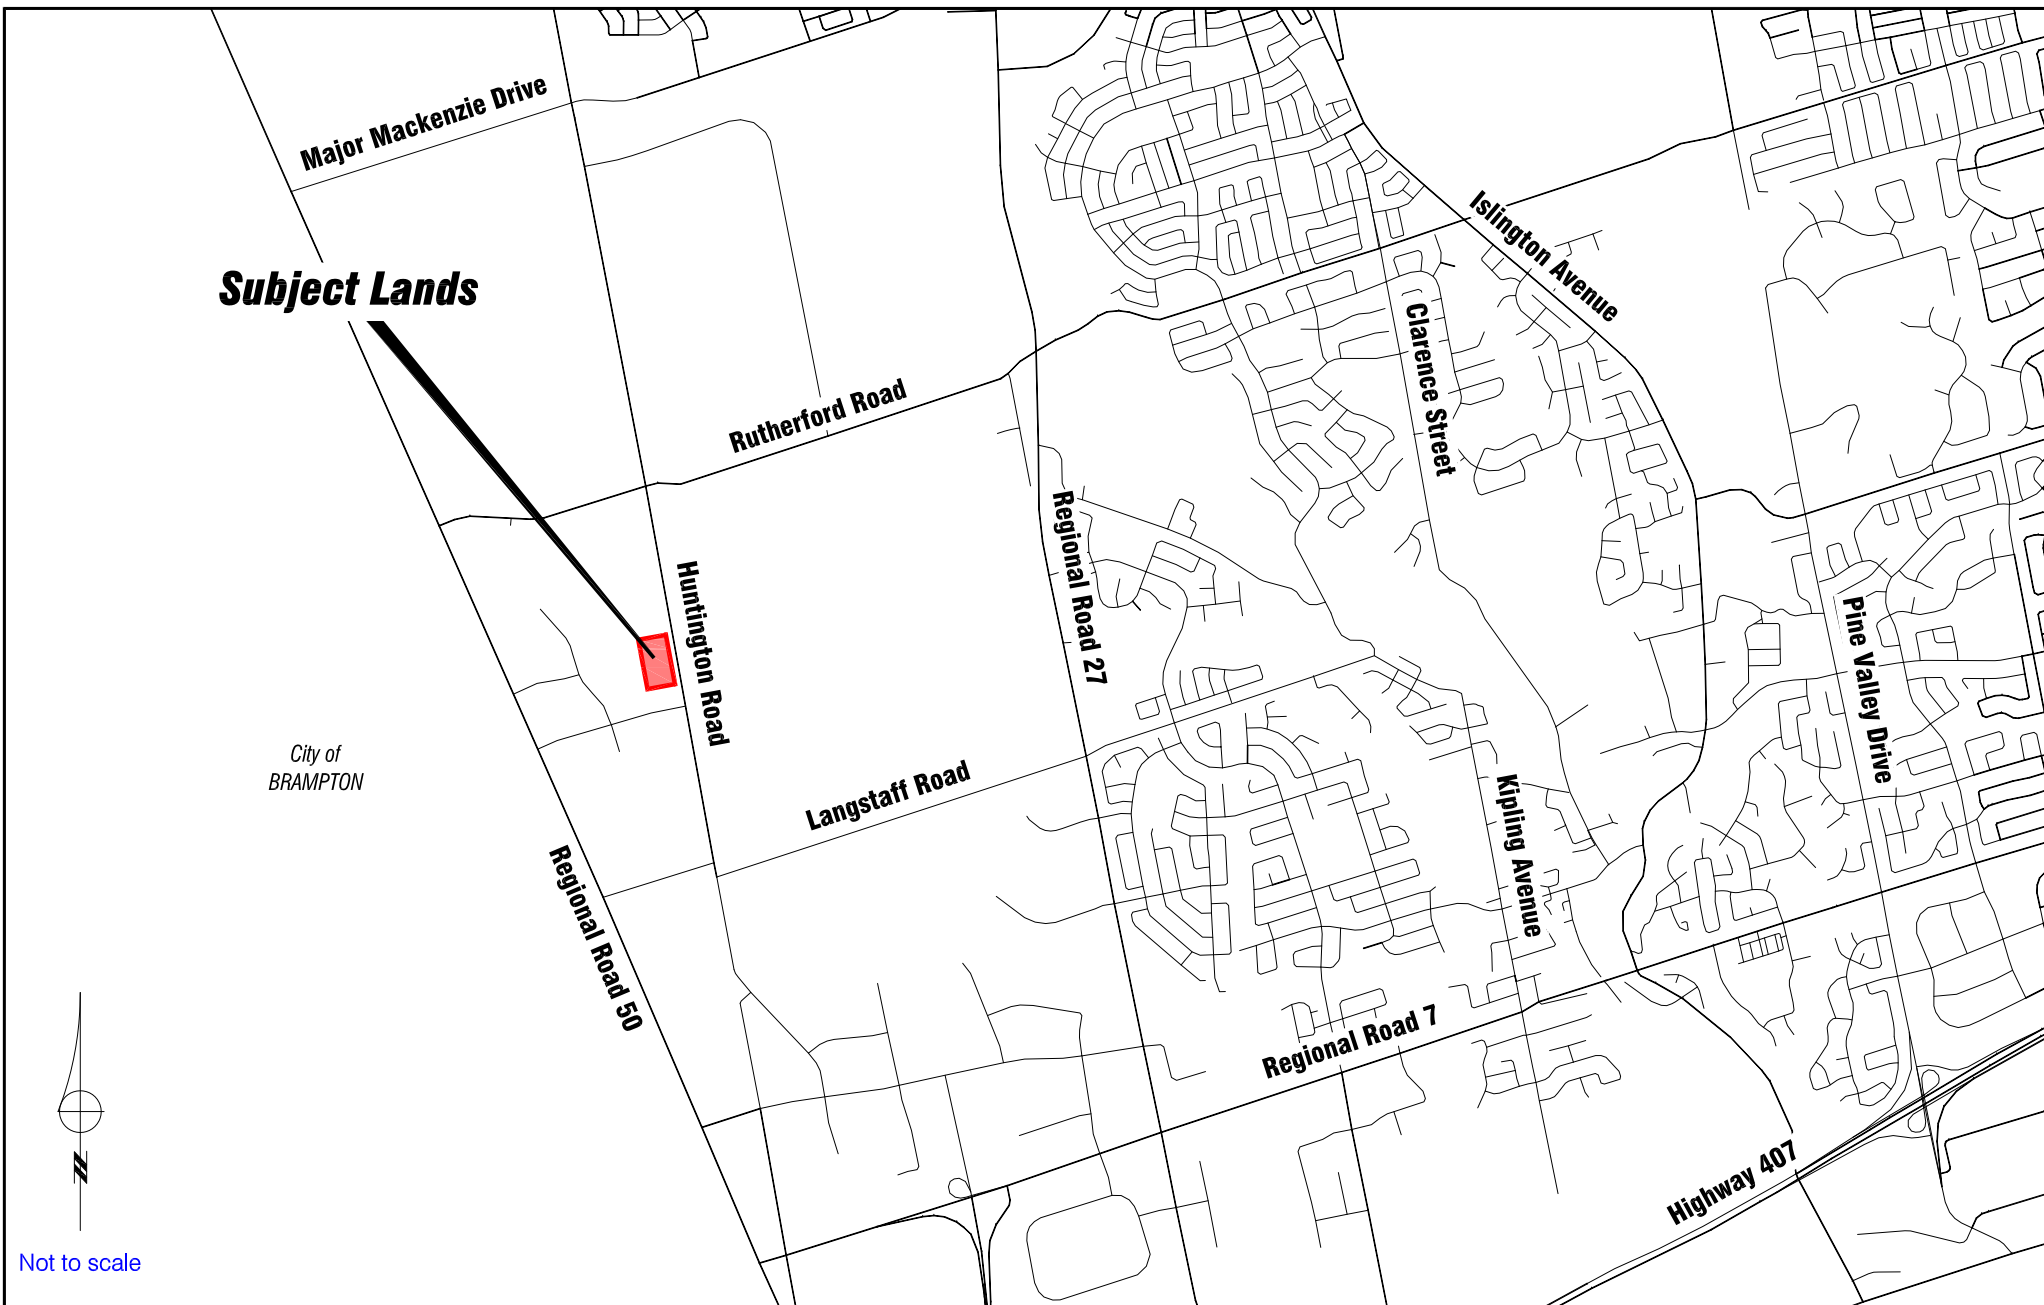 Major Mackenzie Drive
Islington Avenue
Subject Lands
Clarence Street
Rutherford Road
Regional Road 27
Huntington Road
Pine Valley Drive
City of
BRAMPTON
Langstaff Road
Kipling Avenue
Regional Road 50
Regional Road 7
Highway 407
N
Not to scale